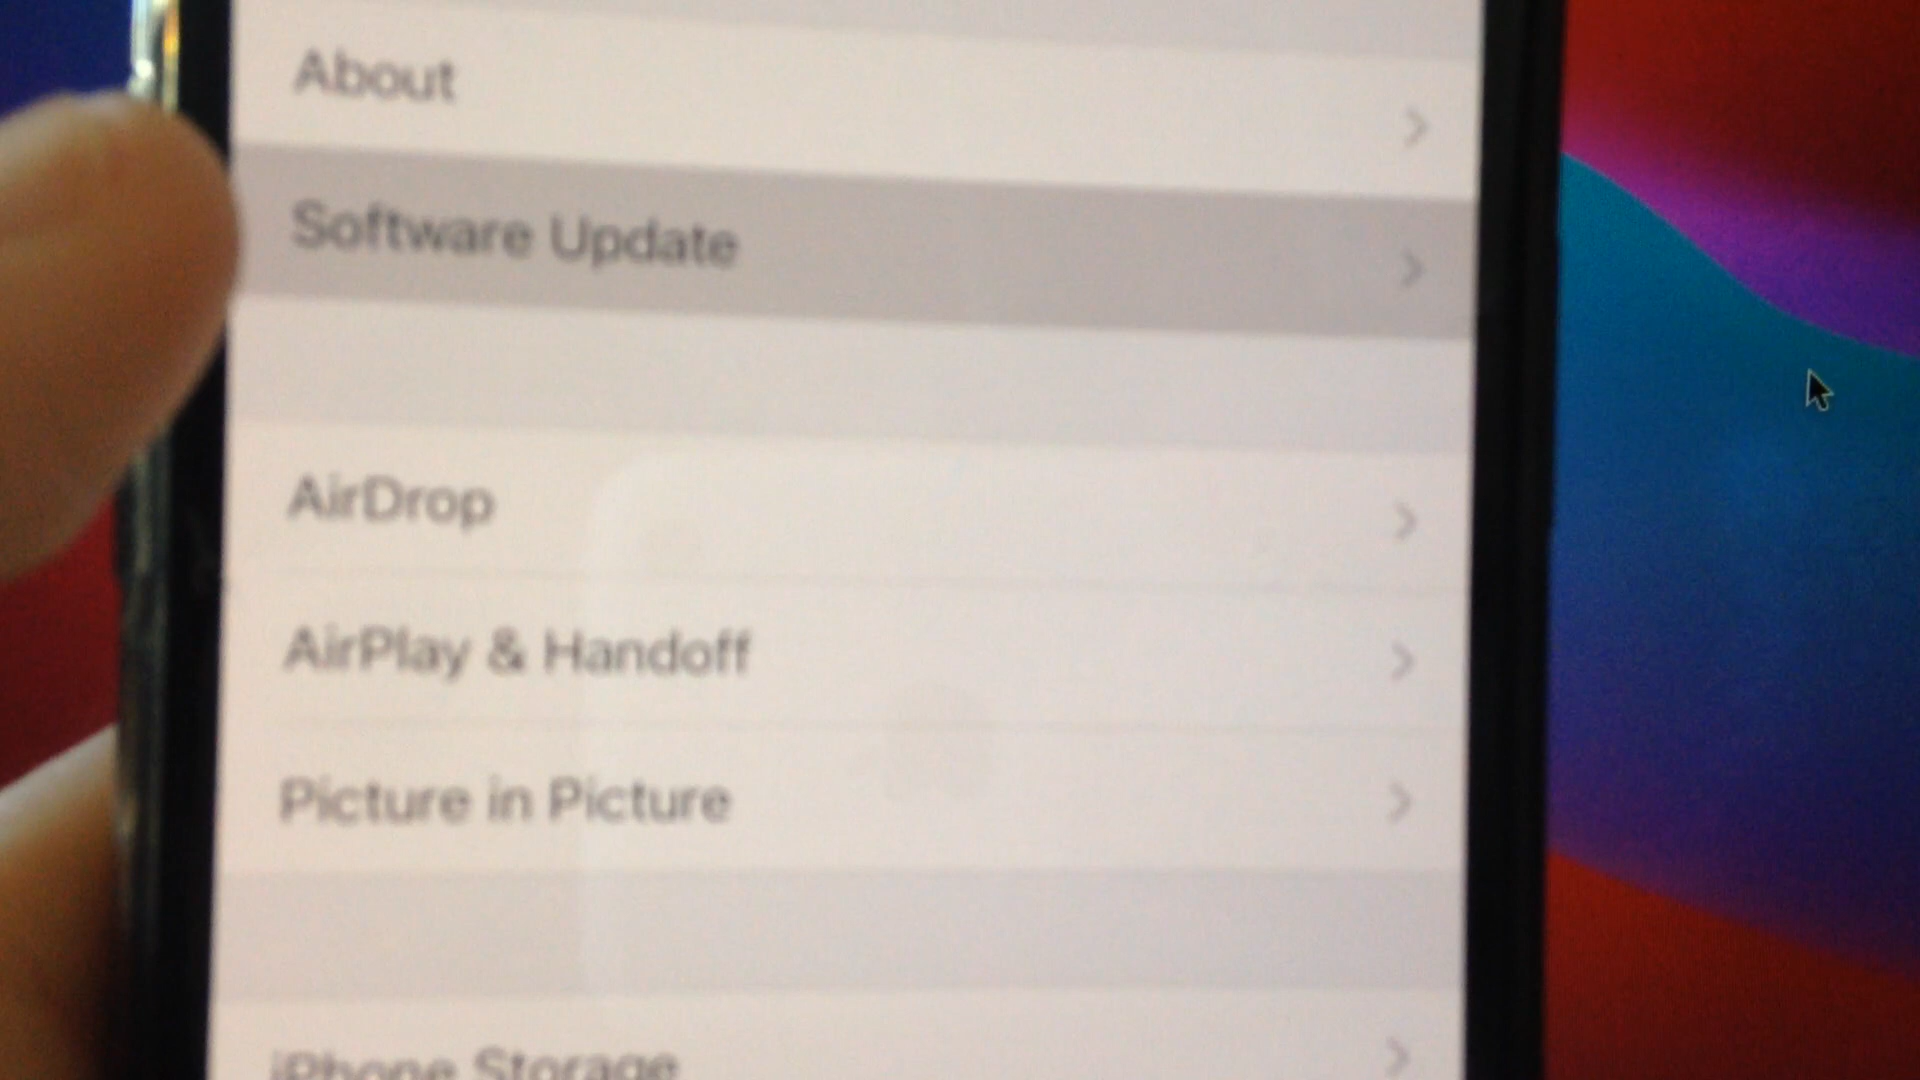 About
Software Update
AirDrop
AirPlay & Handoff
Picture in Picture
iPhone Storage